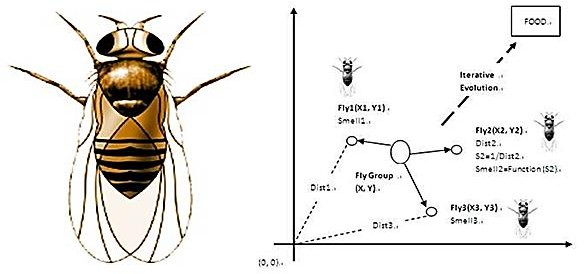 FOOD
Iterative
Evolution
Fly1(X1, Y1)
Smell1
Fly2(X2, Y2)
Dist2
S2=1/Dist2
Smell2=Function(S2)
Fly Group
(X, Y)
Dist1
Fly3(X3, Y3)
Smell3
Dist3
(0, 0)